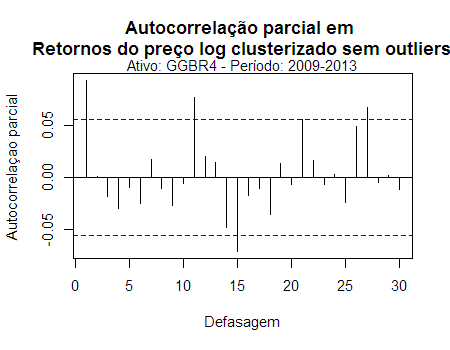 Autocorrelação parcial em
Retornos do preço log clusterizado sem outliers
Ativo: GGBR4 - Período: 2009-2013
Autocorrelaçao parcial
0.05
0.00
-0.05
0 5 10 15 20 25 30
Defasagem